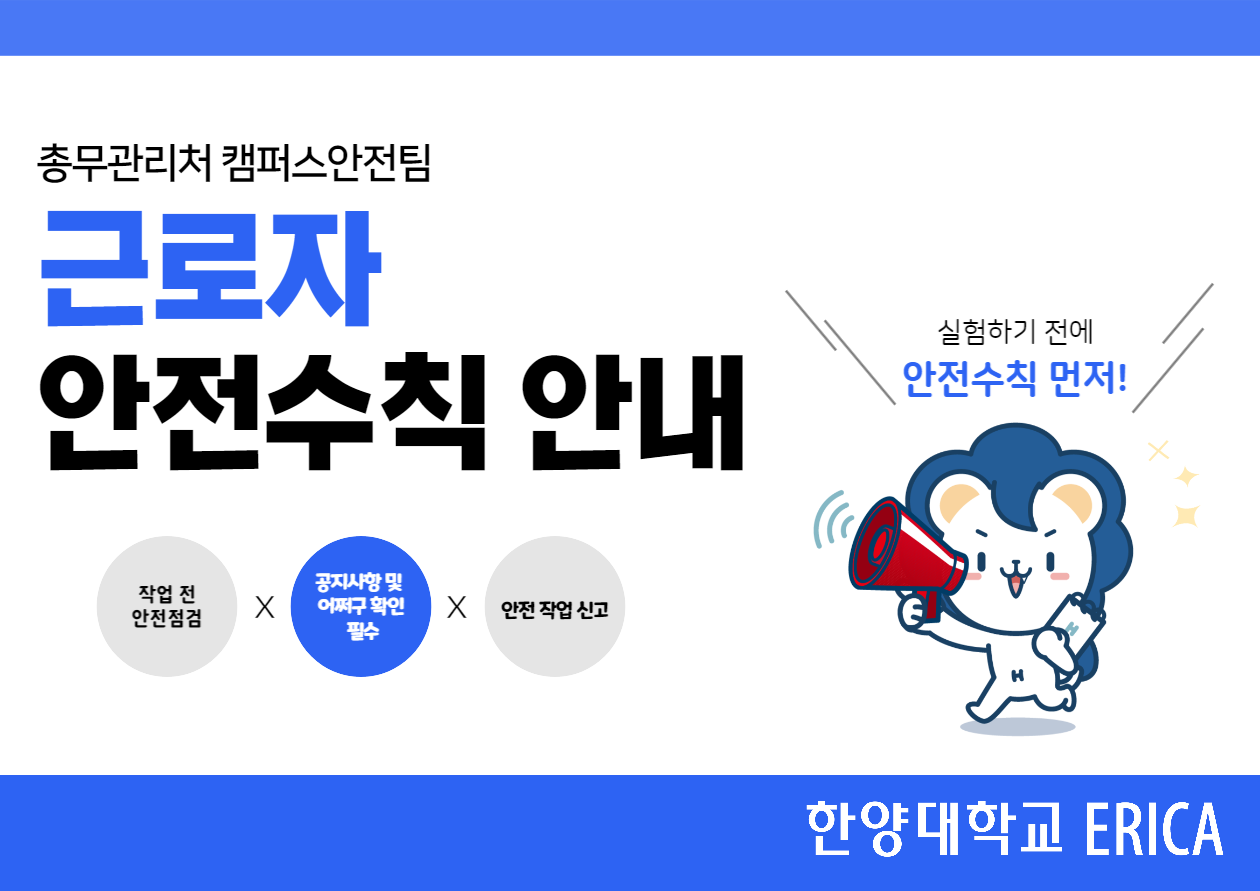 총무관리처 캠퍼스안전팀
근로자
안전수칙 안내
실험하기 전에
안전수칙 먼저!
작업 전
안전점검
X
공지사항 및
어쩌구 확인
필수
X
안전 작업 신고
H
H
한양대학교 ERICA